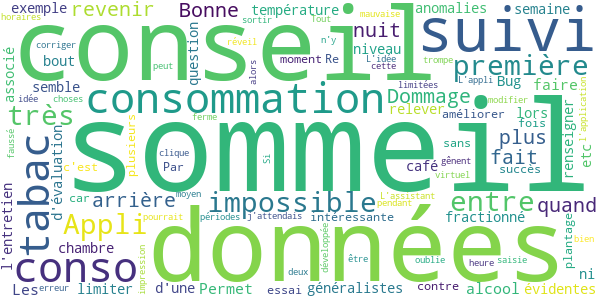 exemple revenir Bonne température anomalies semaine
horaires sortir Tout mauvaise
conseil suivi
corriger question nuit niveau n'y L'idée cette première
associé bout réveil moment Re trompe
peut alors
semble consommation limitées L'appli Bug faire
idée choses Dommage modifier
très relever améliorer lors renseigner
faussé plusieurs ferme sommeil plus fois etc l'application
tabac d'évaluation c'est clique Par Si café sans fait succès gênent
car moyen L'assistant virtuel
arrière impossible entre quand
l'entretien Appli pourrait périodes j'attendais intéressante pendant fractionné plantage
chambre données bien
conso impression deux développée être oublie heure saisie
Les erreur limiter d'une Permet essai généralistes contre alcool ni évidentes